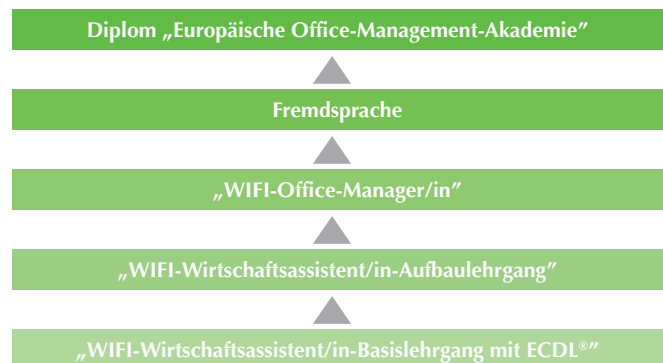 Diplom „Europäische Office-Management-Akademie”
Fremdsprache
„WIFI-Office-Manager/in”
„WIFI-Wirtschaftsassistent/in-Aufbaulehrgang”
„WIFI-Wirtschaftsassistent/in-Basislehrgang mit ECDL®”